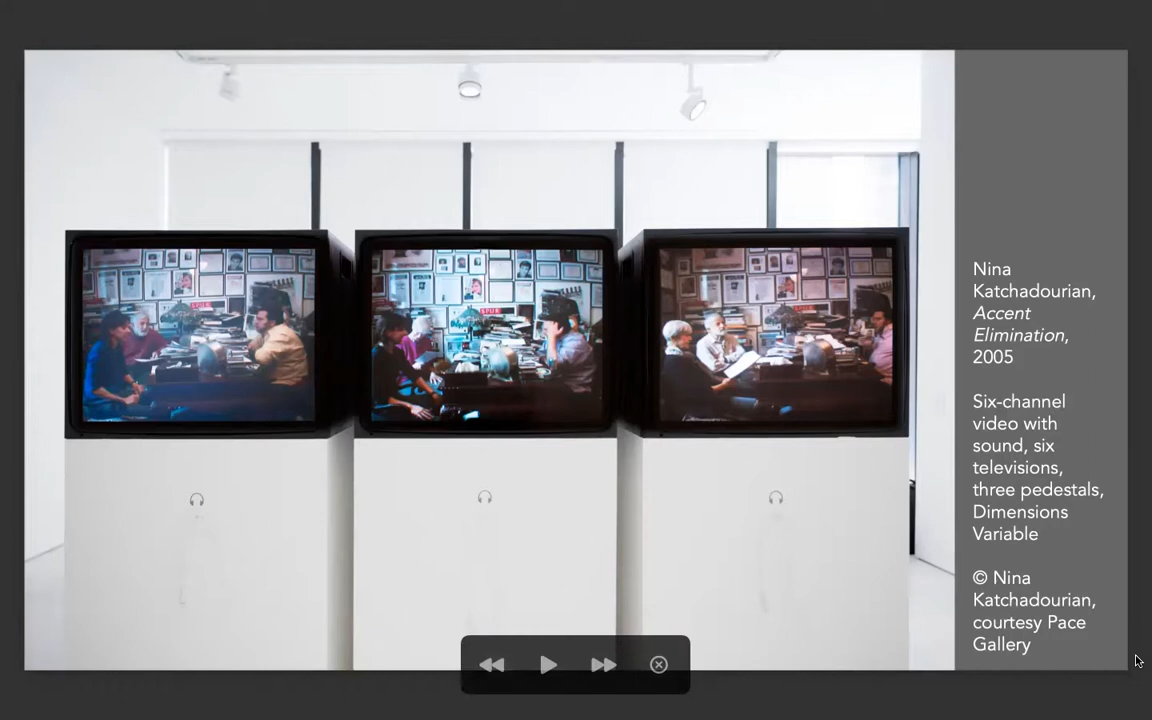 Nina
Katchadourian,
Accent
Elimination,
2005
Six-channel
video with
sound, six
televisions,
three pedestals,
Dimensions
Variable
© Nina
Katchadourian,
courtesy Pace
Gallery